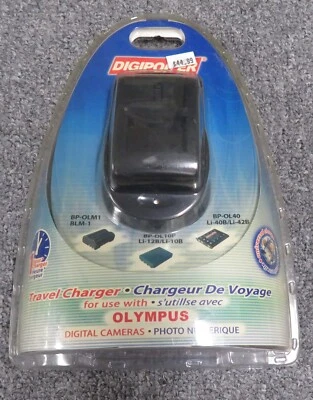 DIGIPOWER
$44.99
BP-OLM1
BLM-1
BP-OL10P
Li-12B/Li-10B
BP-OL40
Li-40B/Li-42B
Travel Charger • Chargeur De Voyage
for use with • s'utilse avec
OLYMPUS
DIGITAL CAMERAS • PHOTO NUMÉRIQUE